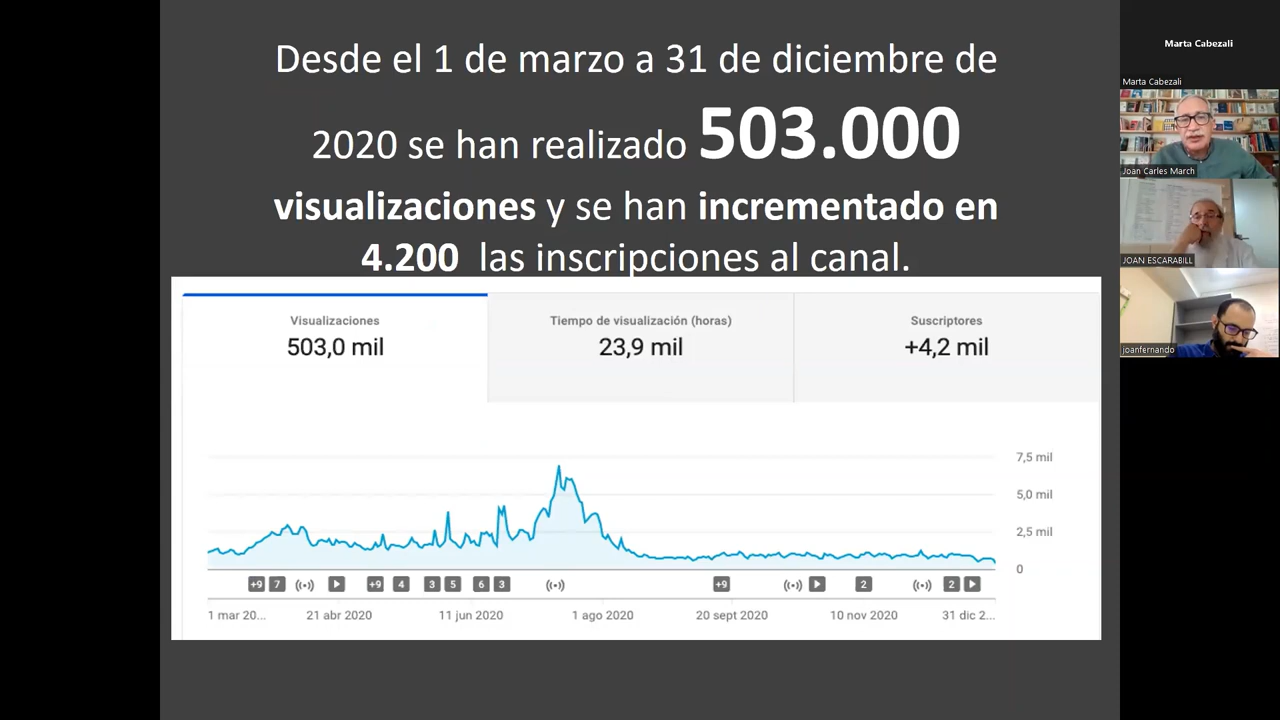 Desde el 1 de marzo a 31 de diciembre de
2020 se han realizado 503.000
visualizaciones y se han incrementado en
4.200 las inscripciones al canal.
Visualizaciones
503,0 mil
Tiempo de visualización (horas)
23,9 mil
Suscriptores
+4,2 mil
7,5 mil
5,0 mil
2,5 mil
0
+9 7 +9 4 3 5 6 3 +9 2 2
1 mar 20... 21 abr 2020 11 jun 2020 1 ago 2020 20 sept 2020 10 nov 2020 31 dic 2...
Marta Cabezali
Marta Cabezali
Joan Carles March
JOAN ESCARABILL
joanfernando